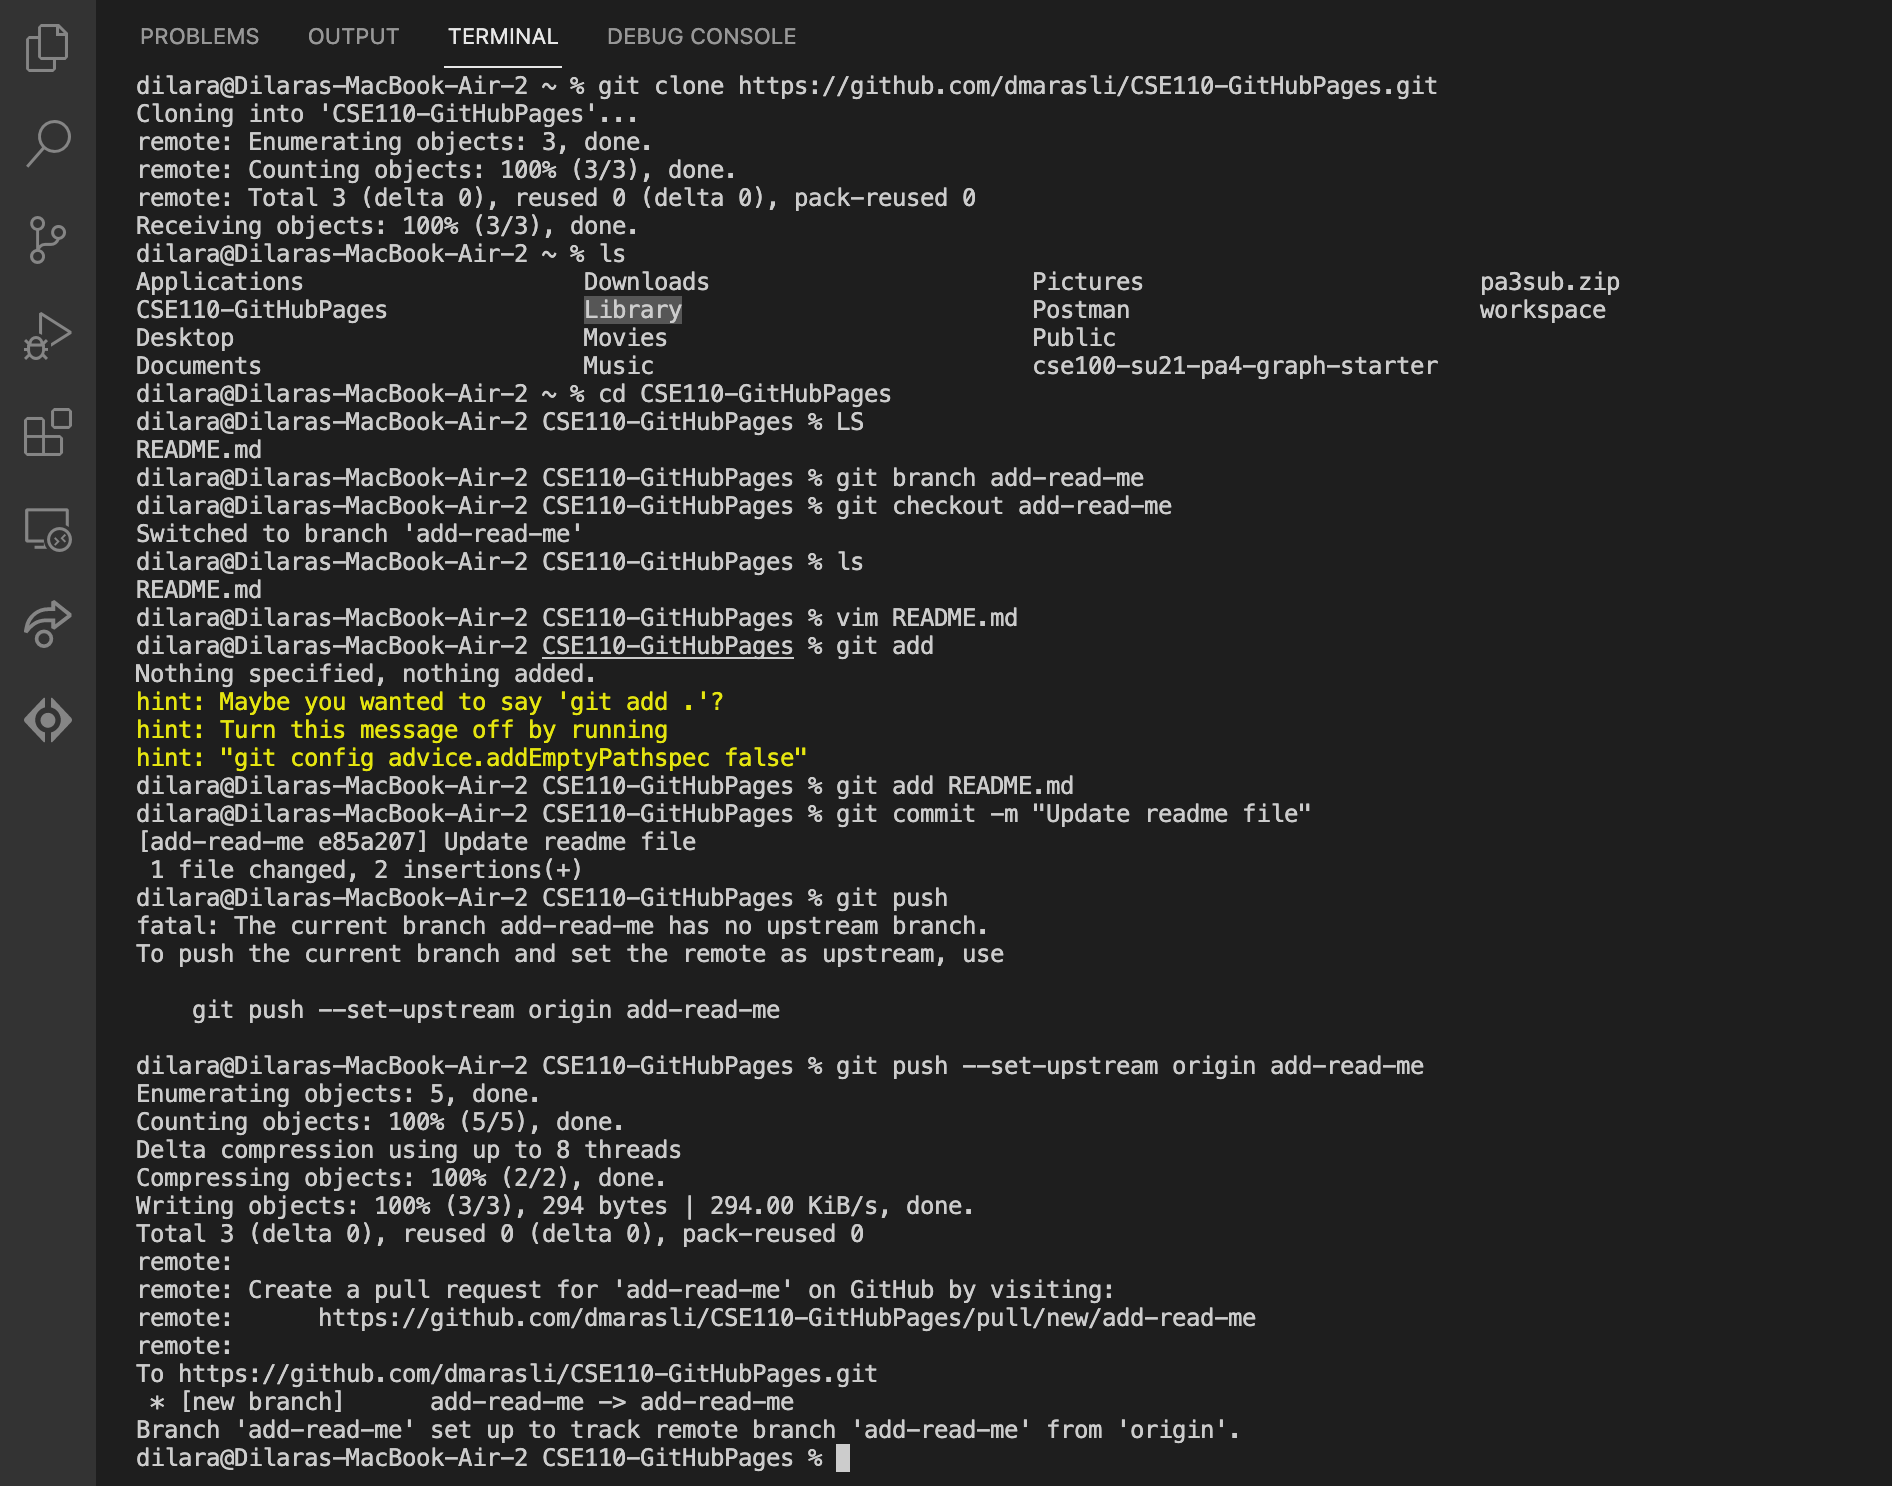 PROBLEMS OUTPUT TERMINAL DEBUG CONSOLE
dilara@Dilaras-MacBook-Air-2 ~ % git clone https://github.com/dmarasli/CSE110-GitHubPages.git
Cloning into 'CSE110-GitHubPages'...
remote: Enumerating objects: 3, done.
remote: Counting objects: 100% (3/3), done.
remote: Total 3 (delta 0), reused 0 (delta 0), pack-reused 0
Receiving objects: 100% (3/3), done.
dilara@Dilaras-MacBook-Air-2 ~ % ls
Applications Downloads Pictures pa3sub.zip
CSE110-GitHubPages Library Postman workspace
Desktop Movies Public
Documents Music cse100-su21-pa4-graph-starter
dilara@Dilaras-MacBook-Air-2 ~ % cd CSE110-GitHubPages
dilara@Dilaras-MacBook-Air-2 CSE110-GitHubPages % LS
README.md
dilara@Dilaras-MacBook-Air-2 CSE110-GitHubPages % git branch add-read-me
dilara@Dilaras-MacBook-Air-2 CSE110-GitHubPages % git checkout add-read-me
Switched to branch 'add-read-me'
dilara@Dilaras-MacBook-Air-2 CSE110-GitHubPages % ls
README.md
dilara@Dilaras-MacBook-Air-2 CSE110-GitHubPages % vim README.md
dilara@Dilaras-MacBook-Air-2 CSE110-GitHubPages % git add
Nothing specified, nothing added.
hint: Maybe you wanted to say 'git add .'?
hint: Turn this message off by running
hint: "git config advice.addEmptyPathspec false"
dilara@Dilaras-MacBook-Air-2 CSE110-GitHubPages % git add README.md
dilara@Dilaras-MacBook-Air-2 CSE110-GitHubPages % git commit -m "Update readme file"
[add-read-me e85a207] Update readme file
 1 file changed, 2 insertions(+)
dilara@Dilaras-MacBook-Air-2 CSE110-GitHubPages % git push
fatal: The current branch add-read-me has no upstream branch.
To push the current branch and set the remote as upstream, use
    git push --set-upstream origin add-read-me
dilara@Dilaras-MacBook-Air-2 CSE110-GitHubPages % git push --set-upstream origin add-read-me
Enumerating objects: 5, done.
Counting objects: 100% (5/5), done.
Delta compression using up to 8 threads
Compressing objects: 100% (2/2), done.
Writing objects: 100% (3/3), 294 bytes | 294.00 KiB/s, done.
Total 3 (delta 0), reused 0 (delta 0), pack-reused 0
remote:
remote: Create a pull request for 'add-read-me' on GitHub by visiting:
remote:      https://github.com/dmarasli/CSE110-GitHubPages/pull/new/add-read-me
remote:
To https://github.com/dmarasli/CSE110-GitHubPages.git
 * [new branch]      add-read-me -> add-read-me
Branch 'add-read-me' set up to track remote branch 'add-read-me' from 'origin'.
dilara@Dilaras-MacBook-Air-2 CSE110-GitHubPages %